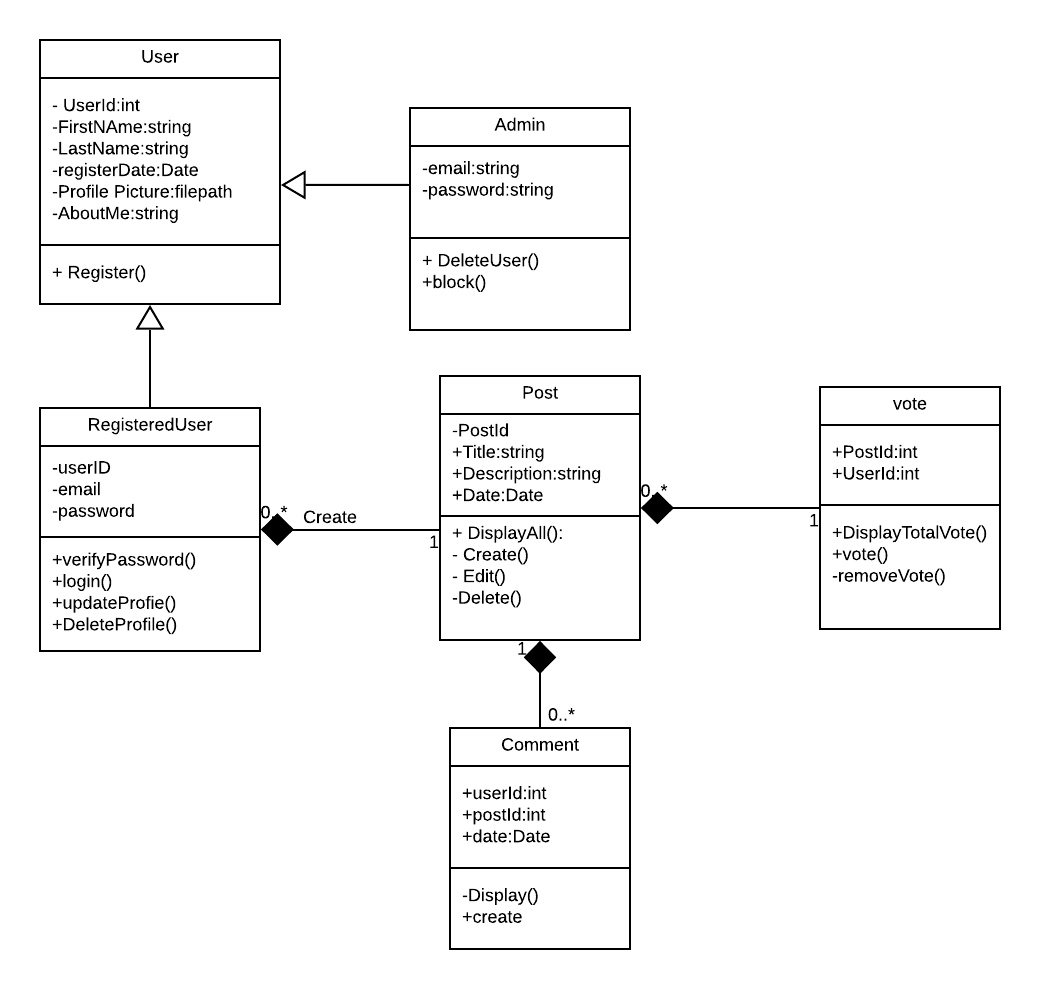 User
- UserId:int
-FirstNAme:string
-LastName:string
-registerDate:Date
-Profile Picture:filepath
-AboutMe:string
+ Register()
Admin
-email:string
-password:string
+ DeleteUser()
+block()
RegisteredUser
-userID
-email
-password
+verifyPassword()
+login()
+updateProfie()
+DeleteProfile()
0..*
Create
1
Post
-PostId
+Title:string
+Description:string
+Date:Date
+ DisplayAll():
- Create()
- Edit()
-Delete()
0..*
1
vote
+PostId:int
+UserId:int
+DisplayTotalVote()
+vote()
-removeVote()
1
0..*
Comment
+userId:int
+postId:int
+date:Date
-Display()
+create